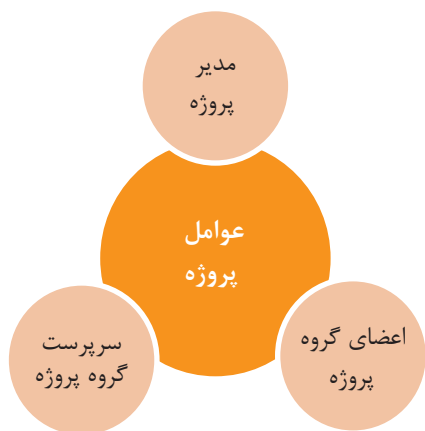 مدیر
پروژه
عوامل
پروژه
اعضای گروه
پروژه
سرپرست
گروه پروژه